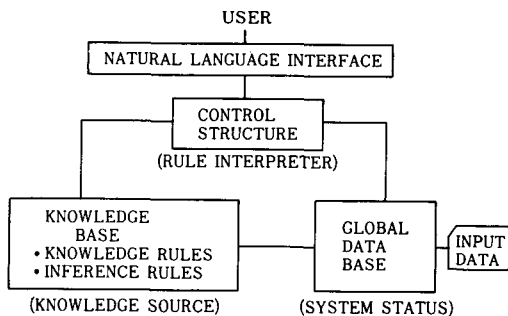 USER
NATURAL LANGUAGE INTERFACE
CONTROL
STRUCTURE
(RULE INTERPRETER)
KNOWLEDGE
BASE
• KNOWLEDGE RULES
• INFERENCE RULES
(KNOWLEDGE SOURCE)
GLOBAL
DATA
BASE
(SYSTEM STATUS)
INPUT
DATA